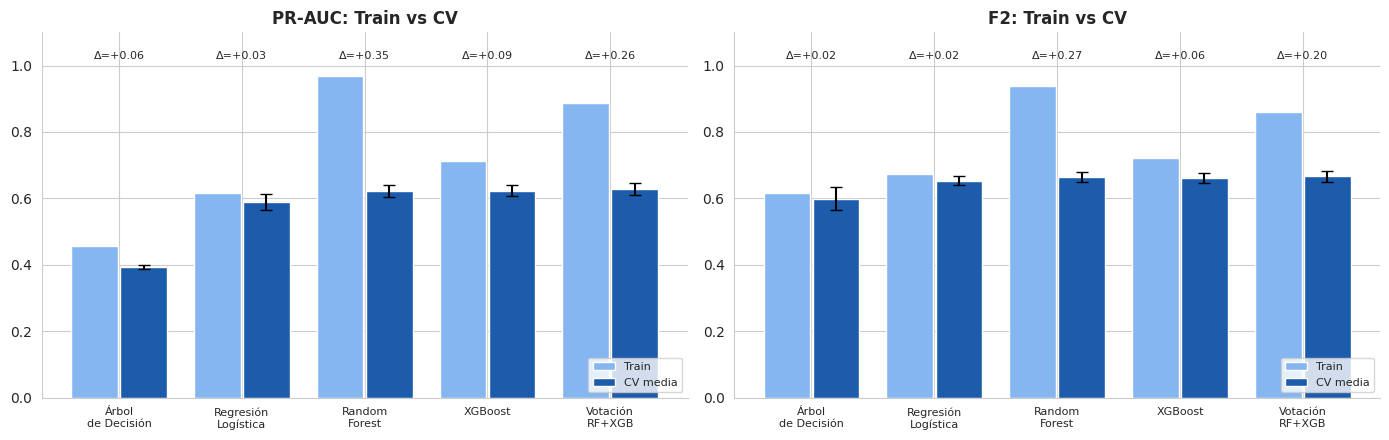 PR-AUC: Train vs CV
Δ=+0.06 Δ=+0.03 Δ=+0.35 Δ=+0.09 Δ=+0.26
1.0
0.8
0.6
0.4
0.2
0.0
Train
CV media
Árbol de Decisión
Regresión Logística
Random Forest
XGBoost
Votación RF+XGB
F2: Train vs CV
Δ=+0.02 Δ=+0.02 Δ=+0.27 Δ=+0.06 Δ=+0.20
1.0
0.8
0.6
0.4
0.2
0.0
Train
CV media
Árbol de Decisión
Regresión Logística
Random Forest
XGBoost
Votación RF+XGB